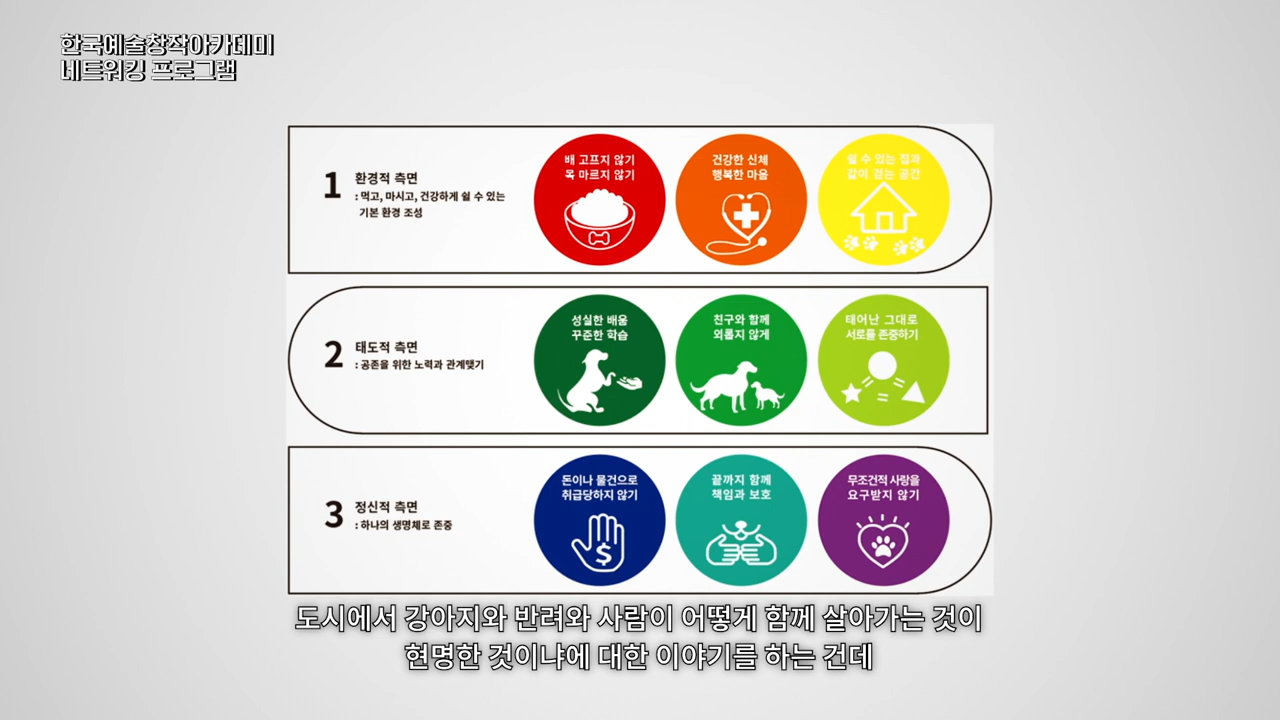 한국예술창작아카데미
네트워킹 프로그램
1 환경적 측면
: 먹고, 마시고, 건강하게 쉴 수 있는
기본 환경 조성
배 고프지 않기
목 마르지 않기
건강한 신체
행복한 마음
쉴 수 있는 집과
같이 걷는 공간
2 태도적 측면
: 공존을 위한 노력과 관계맺기
성실한 배움
꾸준한 학습
친구와 함께
외롭지 않게
태어난 그대로
서로를 존중하기
3 정신적 측면
: 하나의 생명체로 존중
돈이나 물건으로
취급당하지 않기
$
끝까지 함께
책임과 보호
무조건적 사랑을
요구받지 않기
도시에서 강아지와 반려와 사람이 어떻게 함께 살아가는 것이
현명한 것이냐에 대한 이야기를 하는 건데